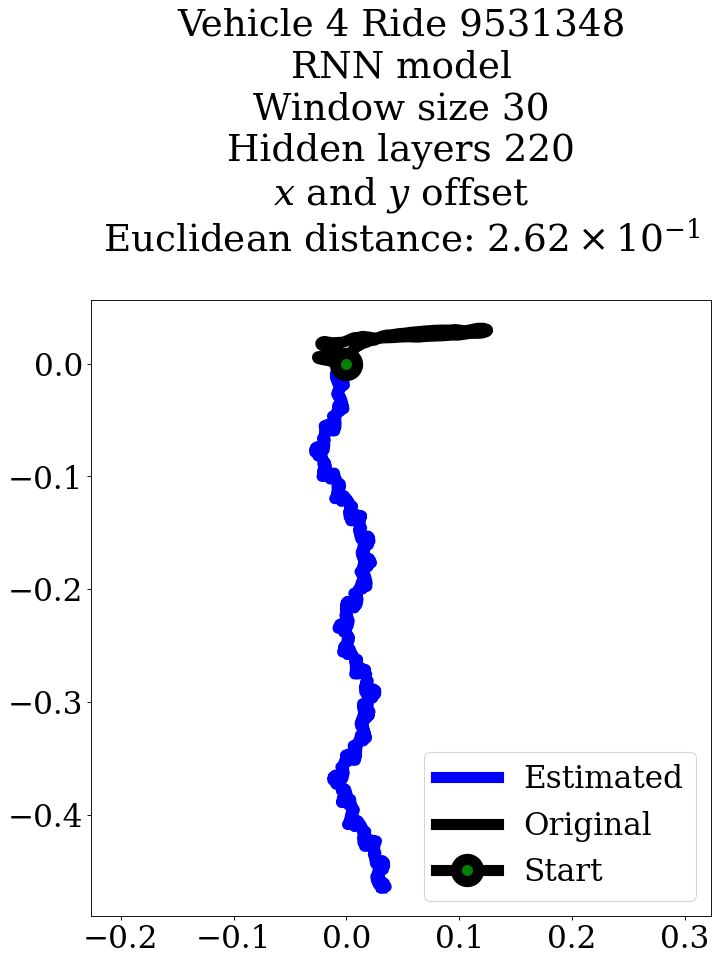 Vehicle 4 Ride 9531348
RNN model
Window size 30
Hidden layers 220
x and y offset
Euclidean distance: 2.62 × 10⁻¹
0.0
−0.1
−0.2
−0.3
−0.4
Estimated
Original
Start
−0.2 −0.1 0.0 0.1 0.2 0.3